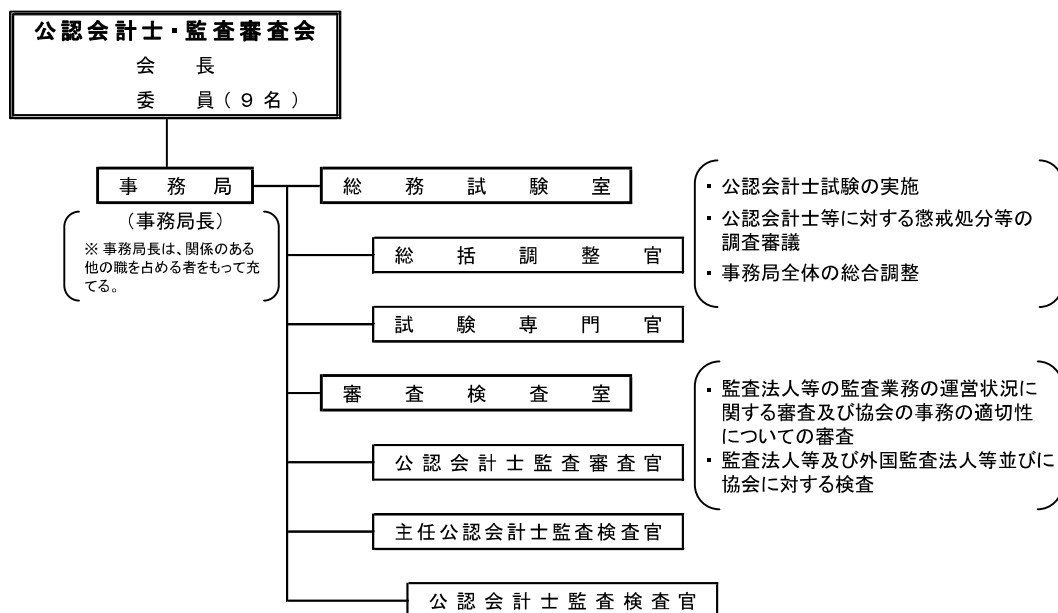 公認会計士・監査審査会
会長
委員(9名)
事務局
(事務局長)
※ 事務局長は、関係のある
他の職を占める者をもって充
てる。
総務試験室
総括調整官
試験専門官
・ 公認会計士試験の実施
・ 公認会計士等に対する懲戒処分等の
調査審議
・ 事務局全体の総合調整
審査検査室
公認会計士監査審査官
主任公認会計士監査検査官
公認会計士監査検査官
・ 監査法人等の監査業務の運営状況に
関する審査及び協会の事務の適切性
についての審査
・ 監査法人等及び外国監査法人等並びに
協会に対する検査